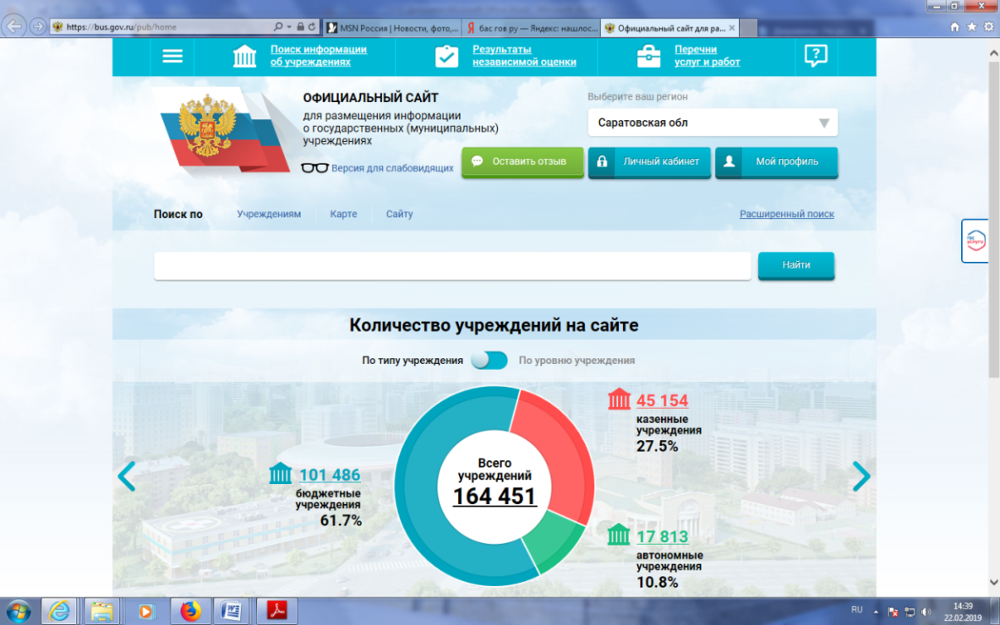 https://bus.gov.ru/pub/home
MSN Россия | Новости, фото,...
бас гов ру — Яндекс: нашлос...
Официальный сайт для ра...
Поиск информации
об учреждениях
Результаты
независимой оценки
Перечни
услуг и работ
?
ОФИЦИАЛЬНЫЙ САЙТ
для размещения информации
о государственных (муниципальных)
учреждениях
Версия для слабовидящих
Выберите ваш регион
Саратовская обл
Оставить отзыв
Личный кабинет
Мой профиль
Поиск по
Учреждениям
Карте
Сайту
Расширенный поиск
Найти
гос
услуги
Количество учреждений на сайте
По типу учреждения
По уровню учреждения
45 154
казенные
учреждения
27.5%
Всего
учреждений
164 451
101 486
бюджетные
учреждения
61.7%
17 813
автономные
учреждения
10.8%
RU
14:39
22.02.2019